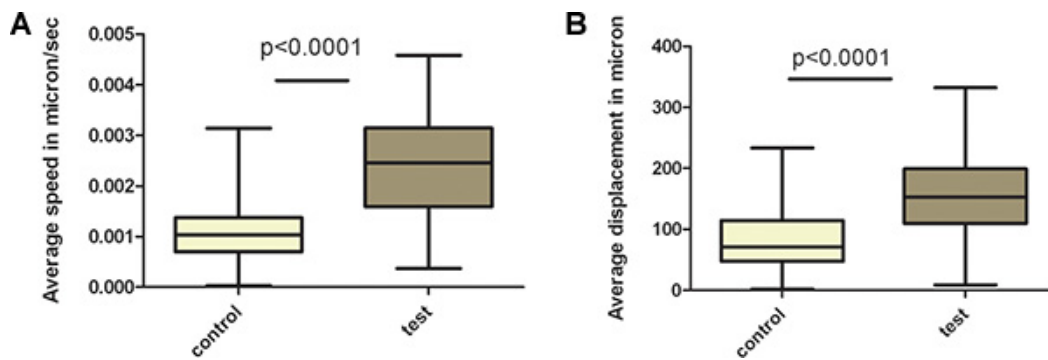 A
Average speed in micron/sec
0.005
0.004
0.003
0.002
0.001
0.000
p<0.0001
control
test
B
Average displacement in micron
400
300
200
100
0
p<0.0001
control
test